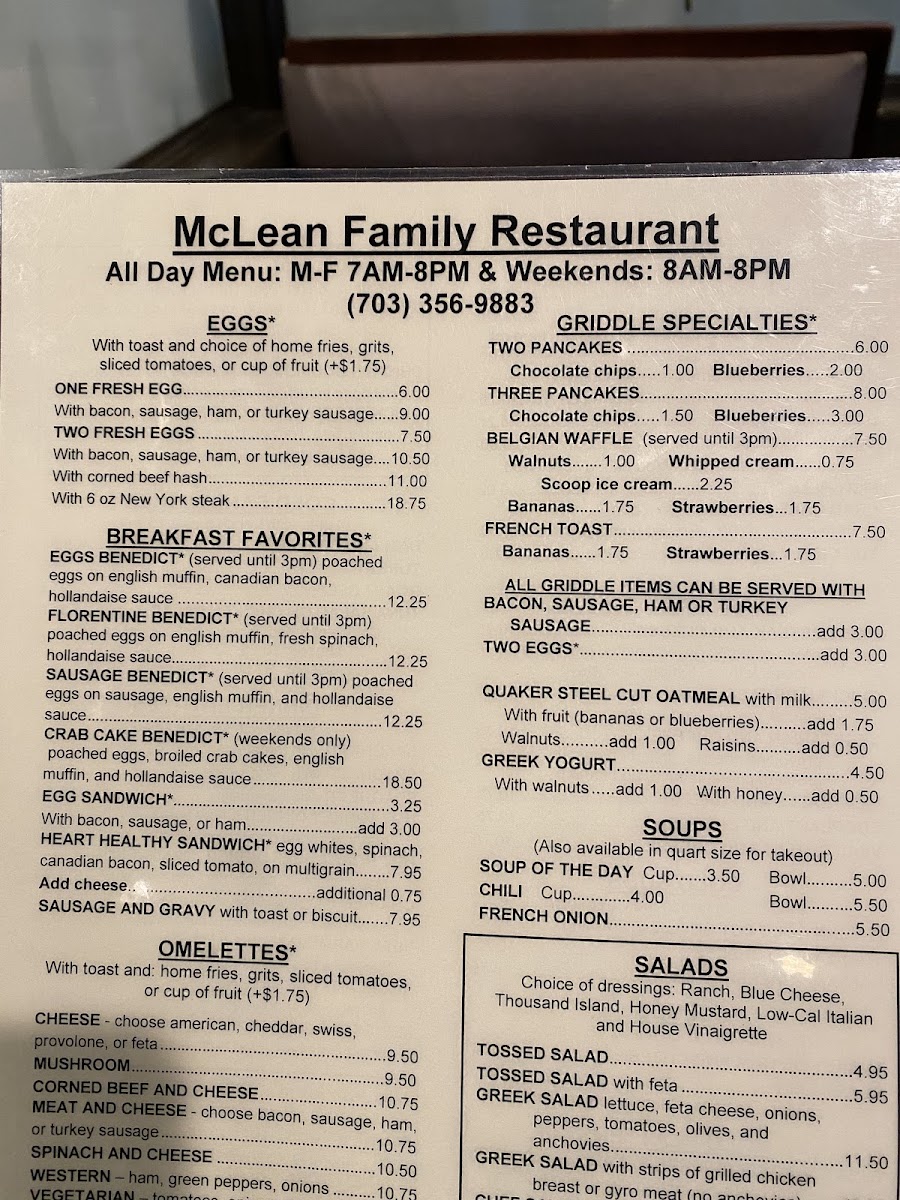 McLean Family Restaurant
All Day Menu: M-F 7AM-8PM & Weekends: 8AM-8PM
(703) 356-9883
EGGS*
With toast and choice of home fries, grits,
sliced tomatoes, or cup of fruit (+$1.75)
ONE FRESH EGG..........6.00
With bacon, sausage, ham, or turkey sausage.....9.00
TWO FRESH EGGS..........7.50
With bacon, sausage, ham, or turkey sausage....10.50
With corned beef hash..........11.00
With 6 oz New York steak..........18.75
BREAKFAST FAVORITES*
EGGS BENEDICT* (served until 3pm) poached
eggs on english muffin, canadian bacon,
hollandaise sauce..........12.25
FLORENTINE BENEDICT* (served until 3pm)
poached eggs on english muffin, fresh spinach,
hollandaise sauce..........12.25
SAUSAGE BENEDICT* (served until 3pm) poached
eggs on sausage, english muffin, and hollandaise
sauce..........12.25
CRAB CAKE BENEDICT* (weekends only)
poached eggs, broiled crab cakes, english
muffin, and hollandaise sauce..........18.50
EGG SANDWICH*..........3.25
With bacon, sausage, or ham..........add 3.00
HEART HEALTHY SANDWICH* egg whites, spinach,
canadian bacon, sliced tomato, on multigrain.......7.95
Add cheese..........additional 0.75
SAUSAGE AND GRAVY with toast or biscuit.......7.95
OMELETTES*
With toast and: home fries, grits, sliced tomatoes,
or cup of fruit (+$1.75)
CHEESE - choose american, cheddar, swiss,
provolone, or feta..........9.50
MUSHROOM..........9.50
CORNED BEEF AND CHEESE..........10.75
MEAT AND CHEESE - choose bacon, sausage, ham,
or turkey sausage..........10.75
SPINACH AND CHEESE..........10.50
WESTERN – ham, green peppers, onions..........10.75
VEGETARIAN –
GRIDDLE SPECIALTIES*
TWO PANCAKES..........6.00
Chocolate chips.....1.00 Blueberries.....2.00
THREE PANCAKES..........8.00
Chocolate chips.....1.50 Blueberries.....3.00
BELGIAN WAFFLE (served until 3pm)..........7.50
Walnuts.......1.00 Whipped cream......0.75
Scoop ice cream......2.25
Bananas......1.75 Strawberries...1.75
FRENCH TOAST..........7.50
Bananas......1.75 Strawberries...1.75
ALL GRIDDLE ITEMS CAN BE SERVED WITH
BACON, SAUSAGE, HAM OR TURKEY
SAUSAGE..........add 3.00
TWO EGGS*..........add 3.00
QUAKER STEEL CUT OATMEAL with milk........5.00
With fruit (bananas or blueberries)..........add 1.75
Walnuts..........add 1.00 Raisins..........add 0.50
GREEK YOGURT..........4.50
With walnuts.....add 1.00 With honey......add 0.50
SOUPS
(Also available in quart size for takeout)
SOUP OF THE DAY Cup.......3.50 Bowl..........5.00
CHILI Cup.............4.00 Bowl..........5.50
FRENCH ONION..........5.50
SALADS
Choice of dressings: Ranch, Blue Cheese,
Thousand Island, Honey Mustard, Low-Cal Italian
and House Vinaigrette
TOSSED SALAD..........4.95
TOSSED SALAD with feta..........5.95
GREEK SALAD lettuce, feta cheese, onions,
peppers, tomatoes, olives, and
anchovies..........11.50
GREEK SALAD with strips of grilled chicken
breast or gyro meat (no